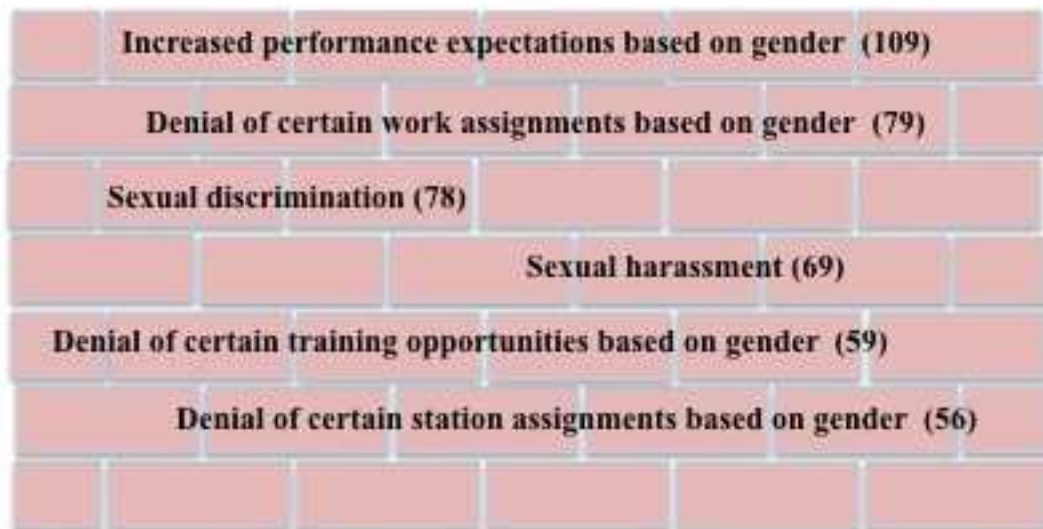 Increased performance expectations based on gender (109)
Denial of certain work assignments based on gender (79)
Sexual discrimination (78)
Sexual harassment (69)
Denial of certain training opportunities based on gender (59)
Denial of certain station assignments based on gender (56)